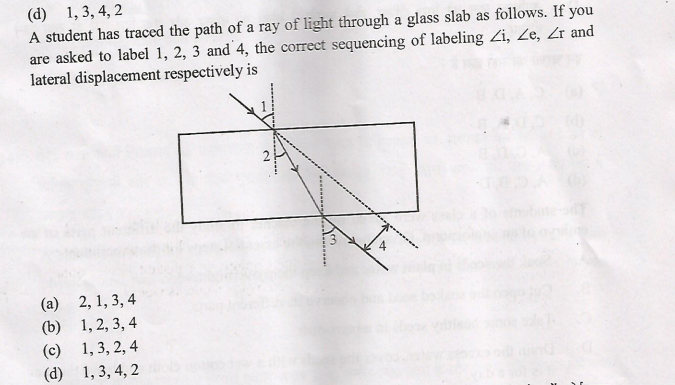 (d) 1, 3, 4, 2
A student has traced the path of a ray of light through a glass slab as follows. If you
are asked to label 1, 2, 3 and 4, the correct sequencing of labeling ∠i, ∠e, ∠r and
lateral displacement respectively is
1
2
3
4
(a) 2, 1, 3, 4
(b) 1, 2, 3, 4
(c) 1, 3, 2, 4
(d) 1, 3, 4, 2